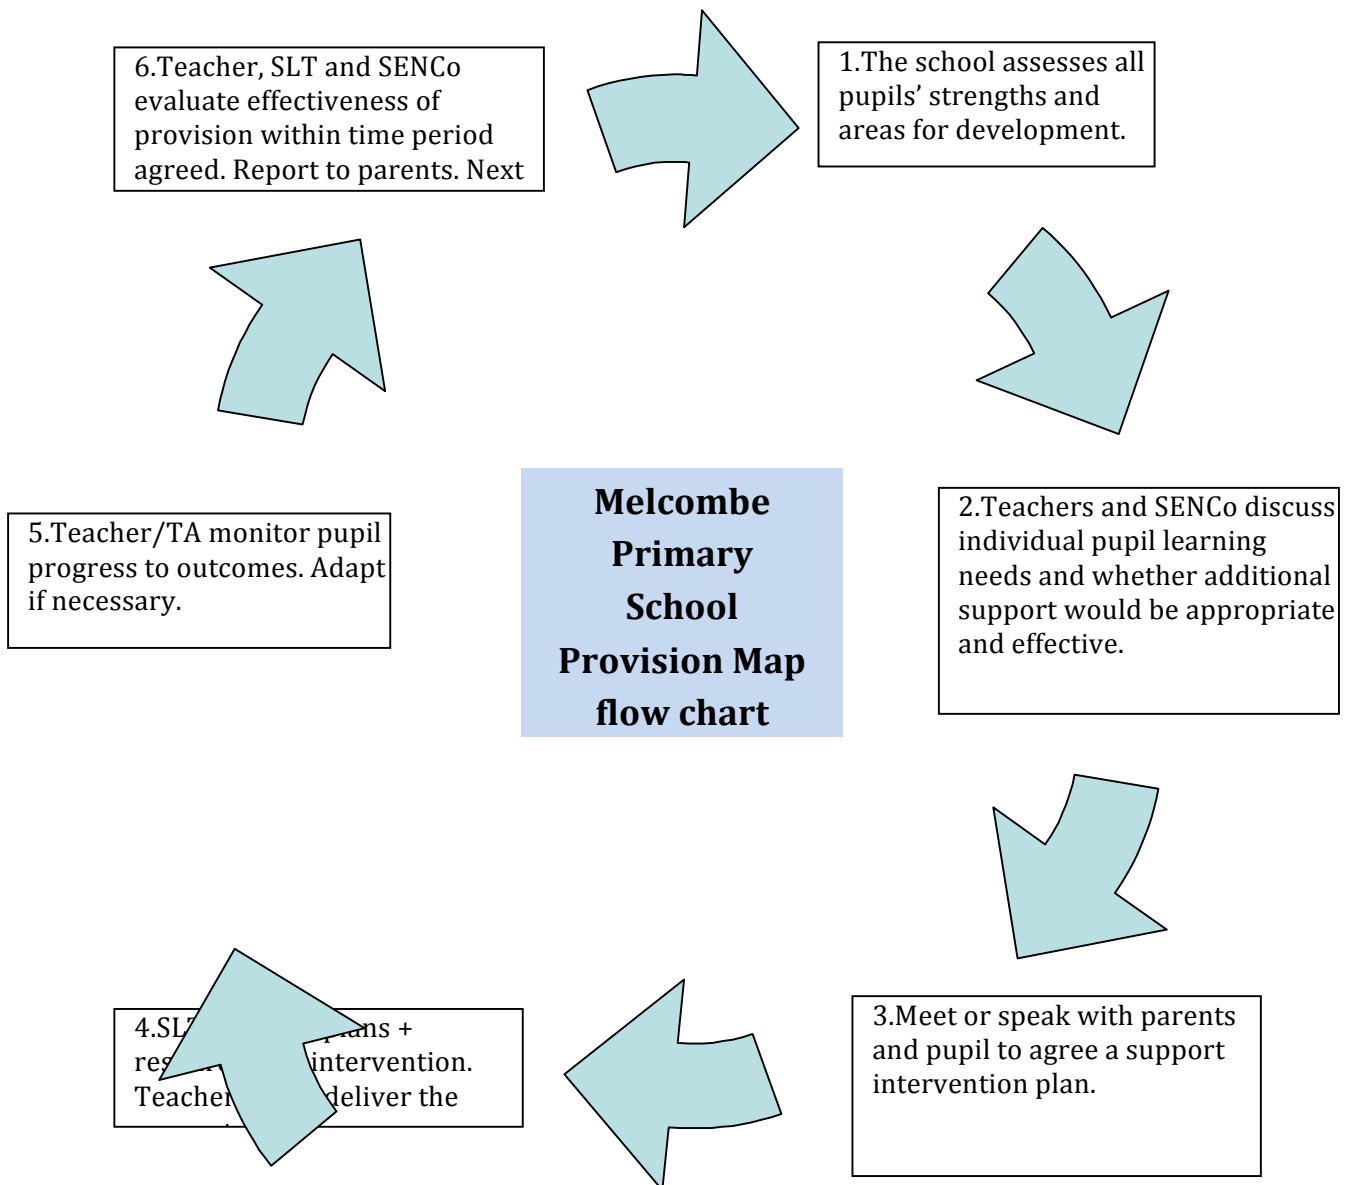 1.The school assesses all
pupils’ strengths and
areas for development.
2.Teachers and SENCo discuss
individual pupil learning
needs and whether additional
support would be appropriate
and effective.
3.Meet or speak with parents
and pupil to agree a support
intervention plan.
4.SLT +
intervention.
Teacher deliver the
5.Teacher/TA monitor pupil
progress to outcomes. Adapt
if necessary.
6.Teacher, SLT and SENCo
evaluate effectiveness of
provision within time period
agreed. Report to parents. Next
Melcombe
Primary
School
Provision Map
flow chart